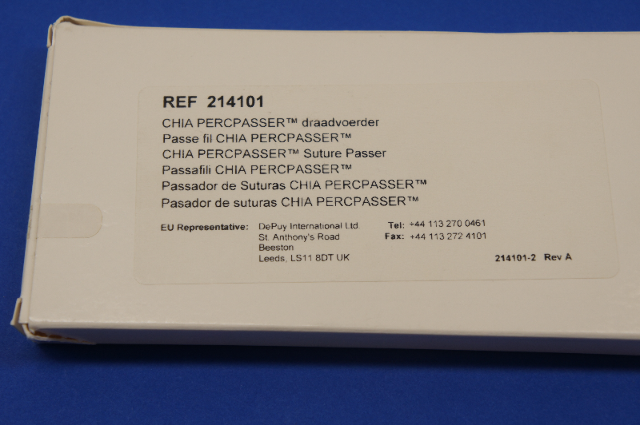 REF 214101
CHIA PERCPASSER™ draadvoerder
Passe fil CHIA PERCPASSER™
CHIA PERCPASSER™ Suture Passer
Passafili CHIA PERCPASSER™
Pasador de Suturas CHIA PERCPASSER™
Pasador de suturas CHIA PERCPASSER™
EU Representative: DePuy International Ltd Tel: +44 113 270 0461
St. Anthony's Road Fax: +44 113 272 4101
Beeston
Leeds, LS11 8DT UK 214101-2 Rev A